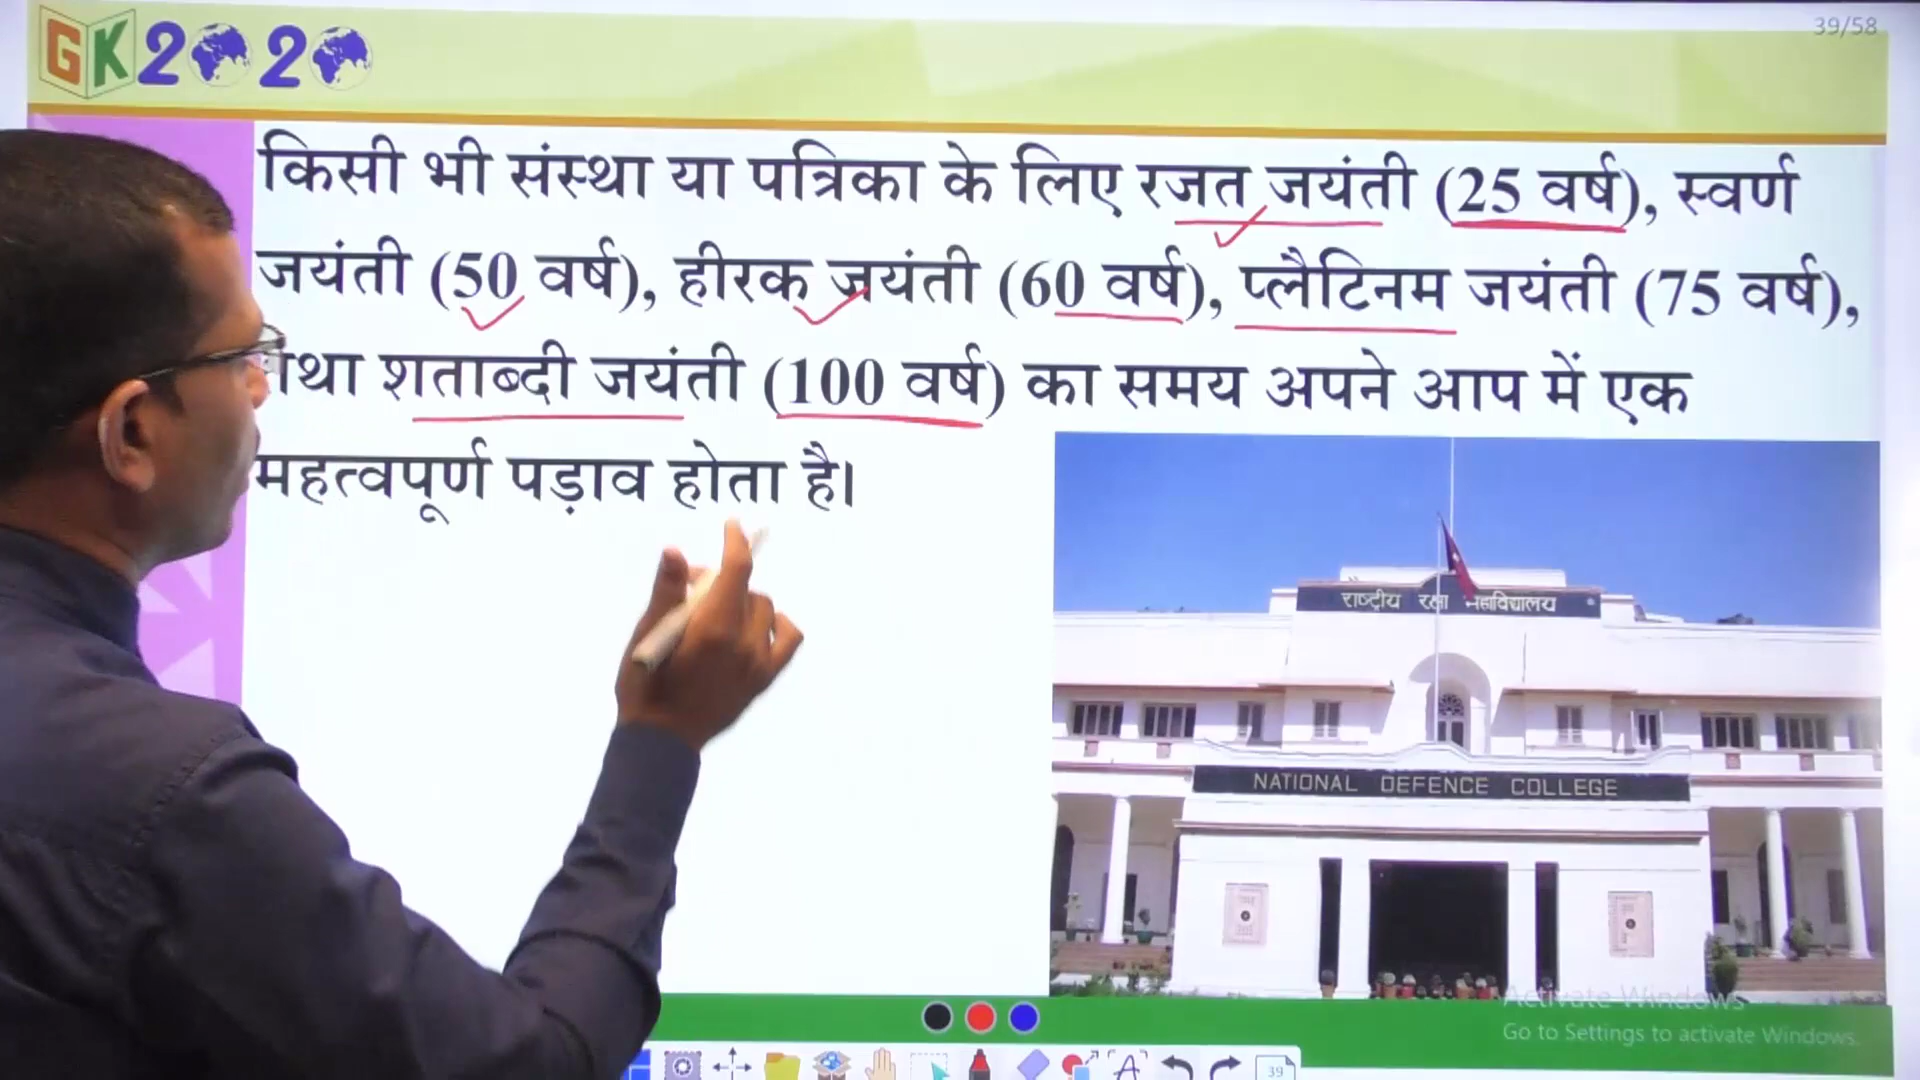 GK2020
39/58
किसी भी संस्था या पत्रिका के लिए रजत जयंती (25 वर्ष), स्वर्ण
जयंती (50 वर्ष), हीरक जयंती (60 वर्ष), प्लैटिनम जयंती (75 वर्ष),
शताब्दी जयंती (100 वर्ष) का समय अपने आप में एक
महत्वपूर्ण पड़ाव होता है।
राष्ट्रीय रक्षा महाविद्यालय
NATIONAL DEFENCE COLLEGE
Activate Windows
Go to Settings to activate Windows.
39